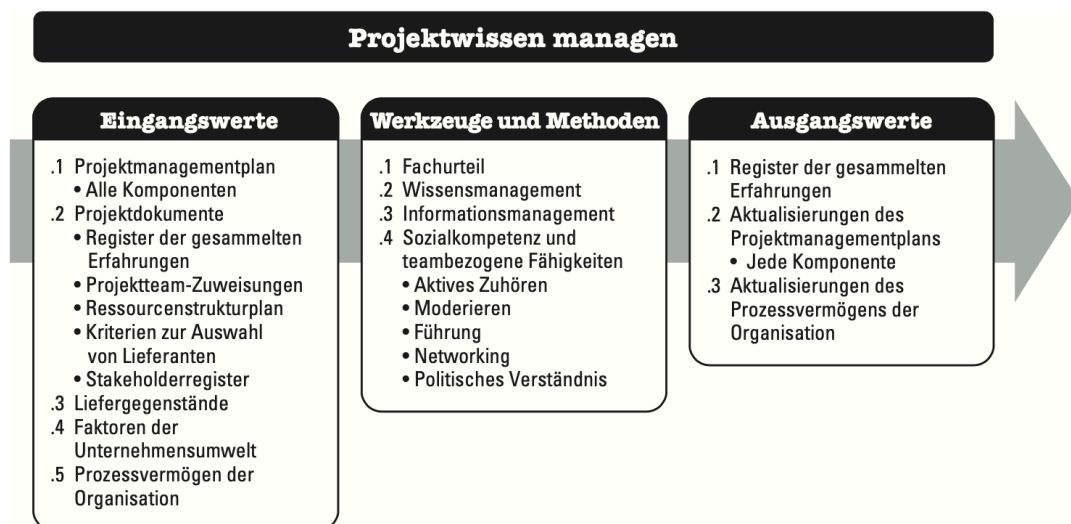 Projektwissen managen
Eingangswerte
.1 Projektmanagementplan
• Alle Komponenten
.2 Projektdokumente
• Register der gesammelten
Erfahrungen
• Projektteam-Zuweisungen
• Ressourcenstrukturplan
• Kriterien zur Auswahl
von Lieferanten
• Stakeholderregister
.3 Liefergegenstände
.4 Faktoren der
Unternehmensumwelt
.5 Prozessvermögen der
Organisation
Werkzeuge und Methoden
.1 Fachurteil
.2 Wissensmanagement
.3 Informationsmanagement
.4 Sozialkompetenz und
teambezogene Fähigkeiten
• Aktives Zuhören
• Moderieren
• Führung
• Networking
• Politisches Verständnis
Ausgangswerte
.1 Register der gesammelten
Erfahrungen
.2 Aktualisierungen des
Projektmanagementplans
• Jede Komponente
.3 Aktualisierungen des
Prozessvermögens der
Organisation